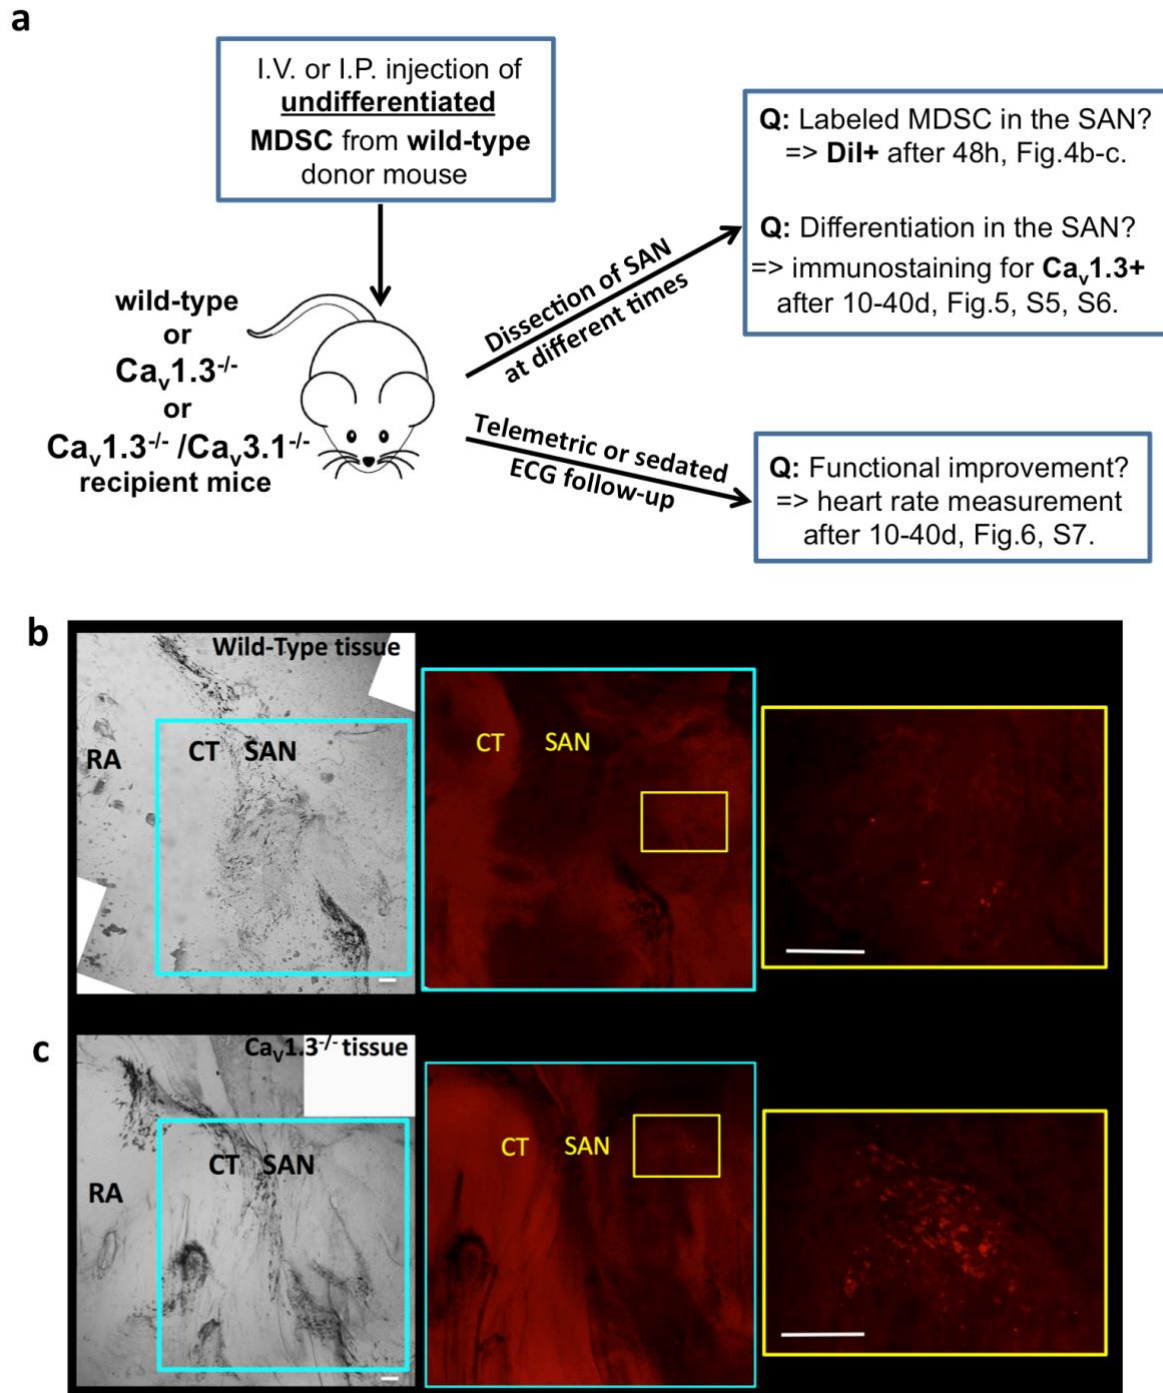 a
I.V. or I.P. injection of
undifferentiated
MDSC from wild-type
donor mouse
Q: Labeled MDSC in the SAN?
=> DiI+ after 48h, Fig.4b-c.
Q: Differentiation in the SAN?
=> immunostaining for Cav1.3+
after 10-40d, Fig.5, S5, S6.
Dissection of SAN
at different times
wild-type
or
Cav1.3-/-
or
Cav1.3-/- /Cav3.1-/-
recipient mice
Telemetric or sedated
ECG follow-up
Q: Functional improvement?
=> heart rate measurement
after 10-40d, Fig.6, S7.
b
Wild-Type tissue
RA
CT SAN
CT SAN
c
CaV1.3-/- tissue
RA
CT SAN
CT SAN